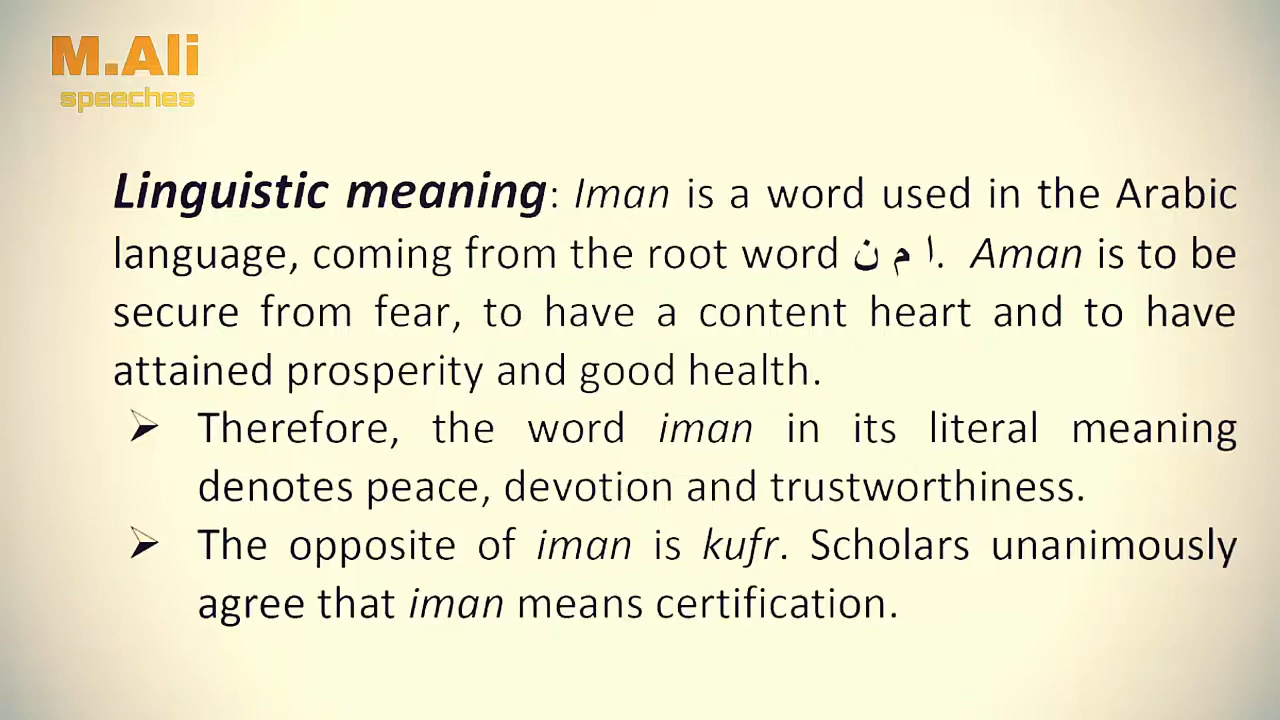 M.Ali
speeches
Linguistic meaning: Iman is a word used in the Arabic
language, coming from the root word ا م ن. Aman is to be
secure from fear, to have a content heart and to have
attained prosperity and good health.
➢ Therefore, the word iman in its literal meaning
denotes peace, devotion and trustworthiness.
➢ The opposite of iman is kufr. Scholars unanimously
agree that iman means certification.